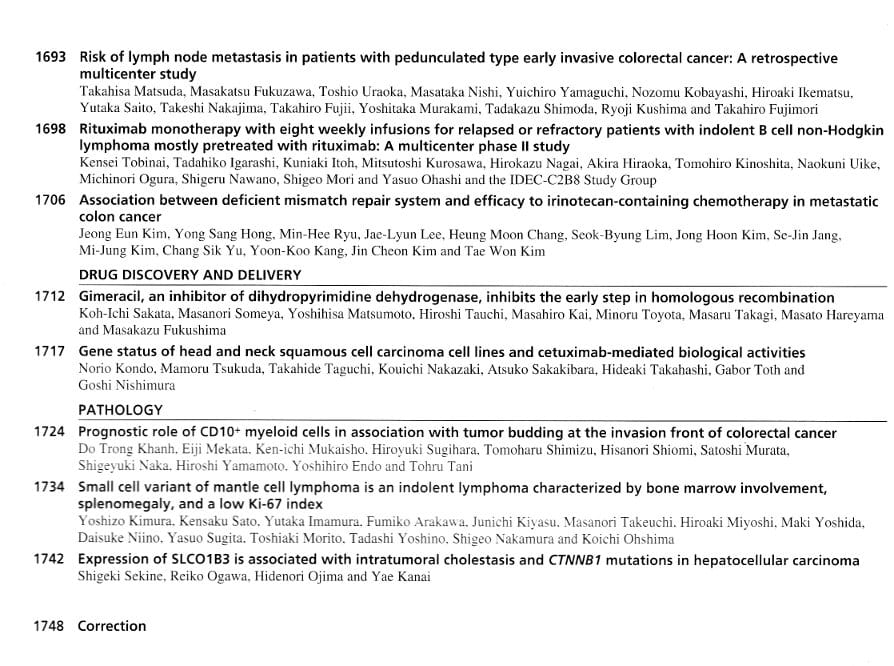 1693 Risk of lymph node metastasis in patients with pedunculated type early invasive colorectal cancer: A retrospective
multicenter study
Takahisa Matsuda, Masakatsu Fukuzawa, Toshio Uraoka, Masataka Nishi, Yuichiro Yamaguchi, Nozomu Kobayashi, Hiroaki Ikematsu,
Yutaka Saito, Takeshi Nakajima, Takahiro Fujii, Yoshitaka Murakami, Tadakazu Shimoda, Ryoji Kushima and Takahiro Fujimori
1698 Rituximab monotherapy with eight weekly infusions for relapsed or refractory patients with indolent B cell non-Hodgkin
lymphoma mostly pretreated with rituximab: A multicenter phase II study
Kensei Tobinai, Tadahiko Igarashi, Kuniaki Itoh, Mitsutoshi Kurosawa, Hirokazu Nagai, Akira Hiraoka, Tomohiro Kinoshita, Naokuni Uike,
Michinori Ogura, Shigeru Nawano, Shigeo Mori and Yasuo Ohashi and the IDEC-C2B8 Study Group
1706 Association between deficient mismatch repair system and efficacy to irinotecan-containing chemotherapy in metastatic
colon cancer
Jeong Eun Kim, Yong Sang Hong, Min-Hee Ryu, Jae-Lyun Lee, Heung Moon Chang, Seok-Byung Lim, Jong Hoon Kim, Se-Jin Jang,
Mi-Jung Kim, Chang Sik Yu, Yoon-Koo Kang, Jin Cheon Kim and Tae Won Kim
DRUG DISCOVERY AND DELIVERY
1712 Gimeracil, an inhibitor of dihydropyrimidine dehydrogenase, inhibits the early step in homologous recombination
Koh-Ichi Sakata, Masanori Someya, Yoshihisa Matsumoto, Hiroshi Tauchi, Masahiro Kai, Minoru Toyota, Masaru Takagi, Masato Hareyama
and Masakazu Fukushima
1717 Gene status of head and neck squamous cell carcinoma cell lines and cetuximab-mediated biological activities
Norio Kondo, Mamoru Tsukuda, Takahide Taguchi, Kouichi Nakazaki, Atsuko Sakakibara, Hideaki Takahashi, Gabor Toth and
Goshi Nishimura
PATHOLOGY
1724 Prognostic role of CD10⁺ myeloid cells in association with tumor budding at the invasion front of colorectal cancer
Do Trong Khanh, Eiji Mekata, Ken-ichi Mukaisho, Hiroyuki Sugihara, Tomoharu Shimizu, Hisanori Shiomi, Satoshi Murata,
Shigeyuki Naka, Hiroshi Yamamoto, Yoshihiro Endo and Tohru Tani
1734 Small cell variant of mantle cell lymphoma is an indolent lymphoma characterized by bone marrow involvement,
splenomegaly, and a low Ki-67 index
Yoshizo Kimura, Kensaku Sato, Yutaka Imamura, Fumiko Arakawa, Junichi Kiyasu, Masanori Takeuchi, Hiroaki Miyoshi, Maki Yoshida,
Daisuke Niino, Yasuo Sugita, Toshiaki Morito, Tadashi Yoshino, Shigeo Nakamura and Koichi Ohshima
1742 Expression of SLCO1B3 is associated with intratumoral cholestasis and CTNNB1 mutations in hepatocellular carcinoma
Shigeki Sekine, Reiko Ogawa, Hidenori Ojima and Yae Kanai
1748 Correction